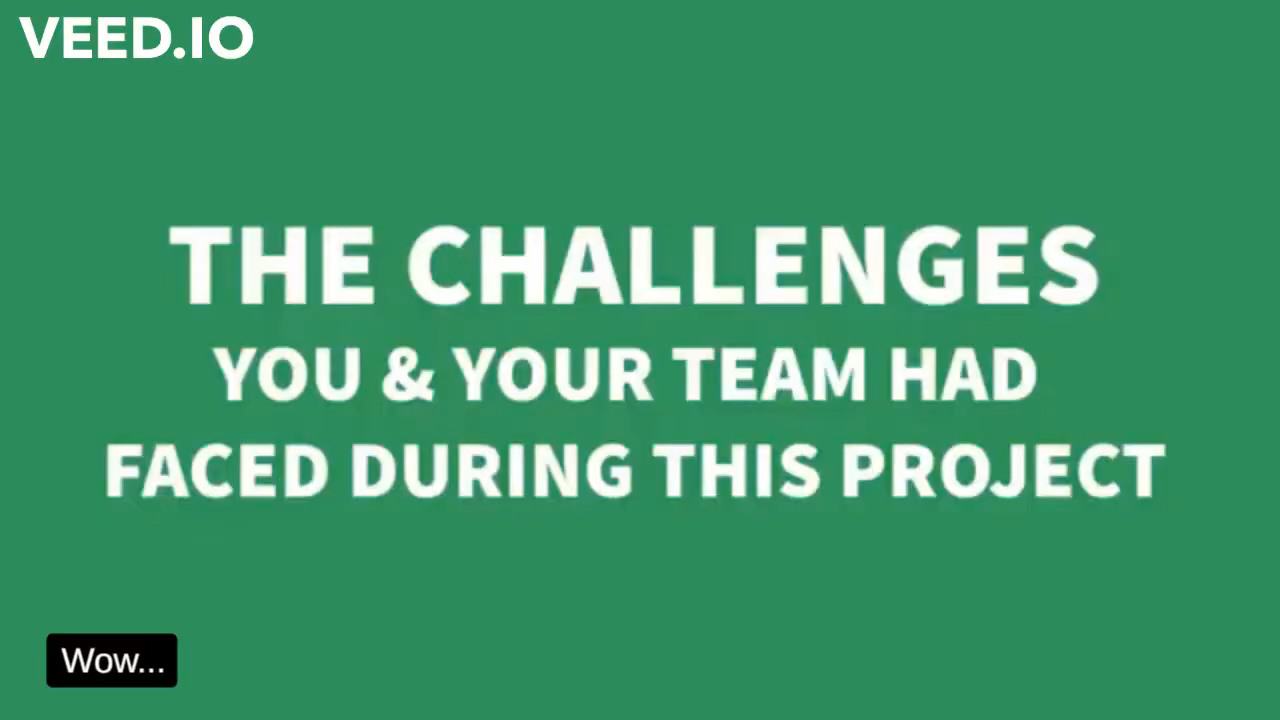 VEED.IO
THE CHALLENGES
YOU & YOUR TEAM HAD
FACED DURING THIS PROJECT
Wow...